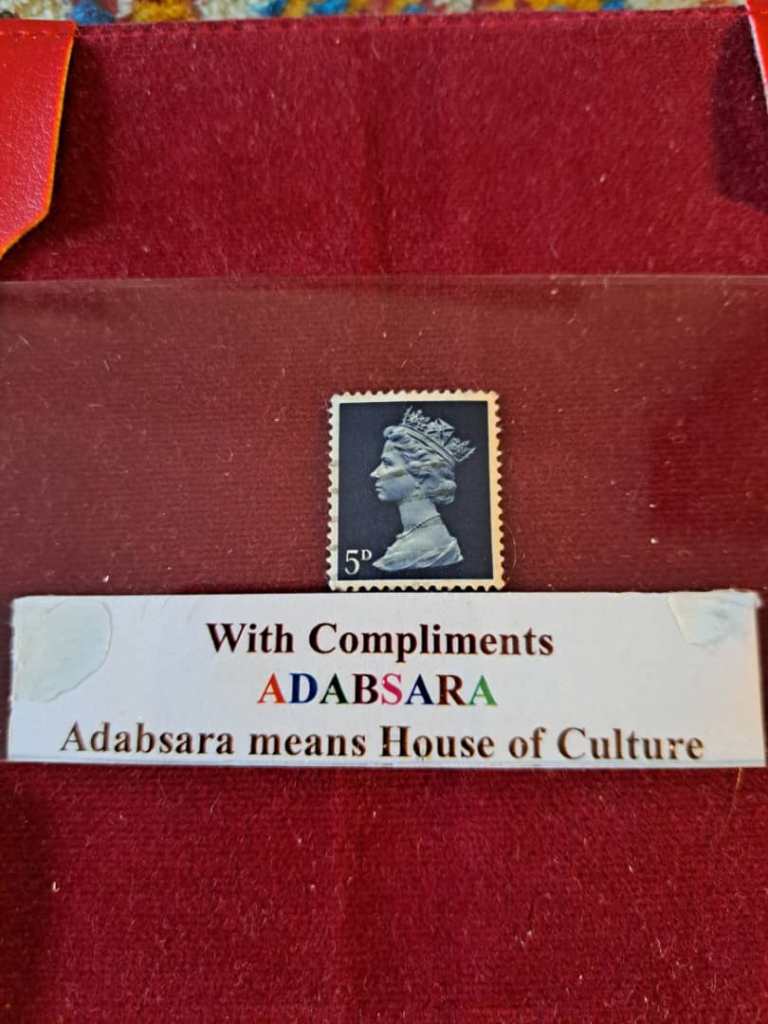 5D
With Compliments
ADABSARA
Adabsara means House of Culture